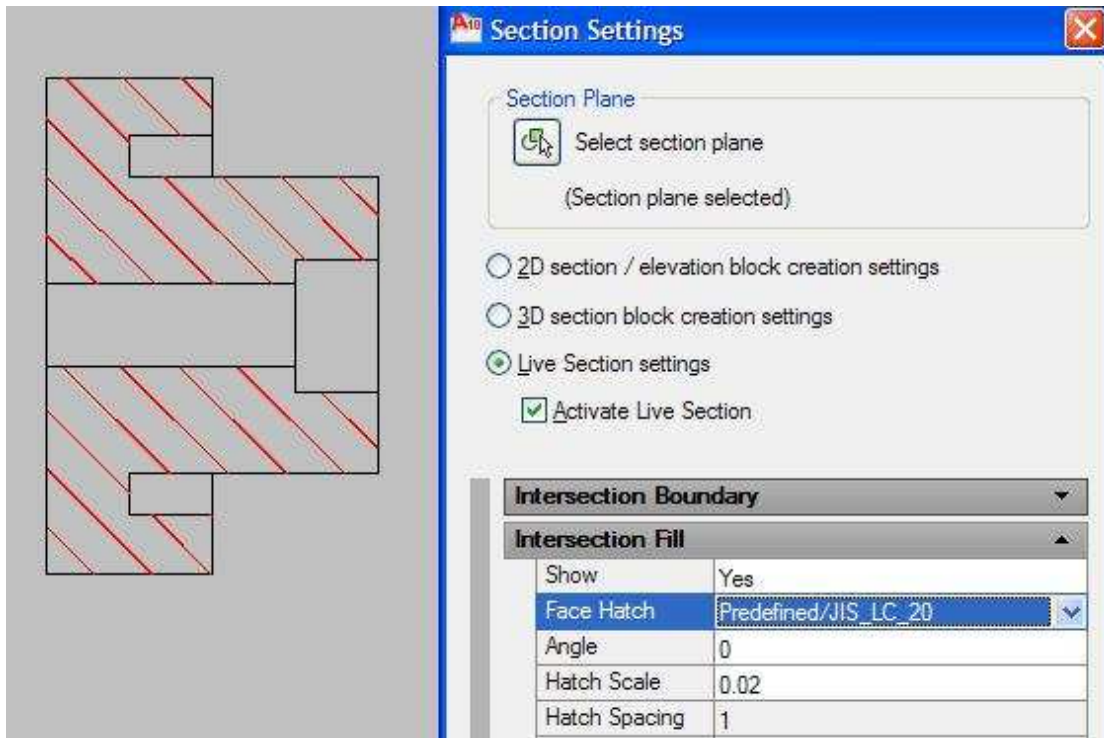 A10 Section Settings
Section Plane
Select section plane
(Section plane selected)
2D section / elevation block creation settings
3D section block creation settings
Live Section settings
Activate Live Section
Intersection Boundary
Intersection Fill
Show Yes
Face Hatch Predefined/JIS_LC_20
Angle 0
Hatch Scale 0.02
Hatch Spacing 1